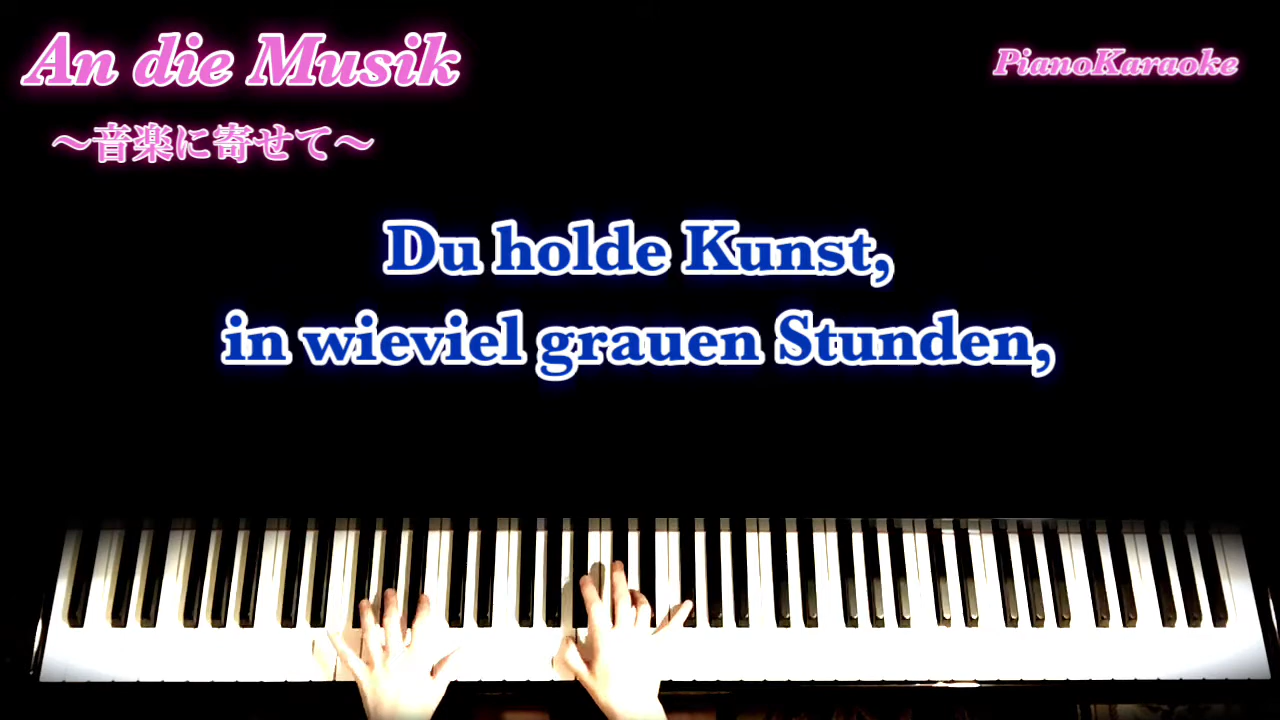 An die Musik
PianoKaraoke
～音楽に寄せて～
Du holde Kunst,
in wieviel grauen Stunden,